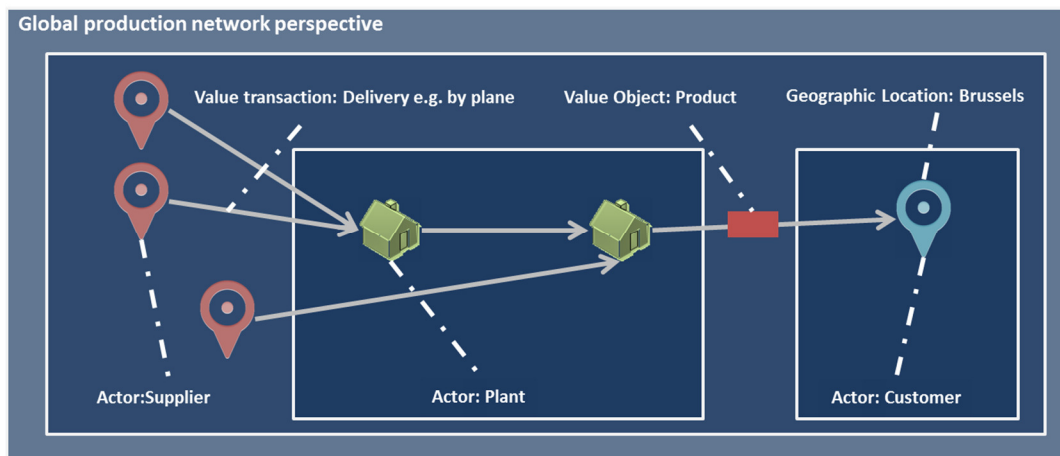 Global production network perspective
Value transaction: Delivery e.g. by plane
Value Object: Product
Geographic Location: Brussels
Actor:Supplier
Actor: Plant
Actor: Customer